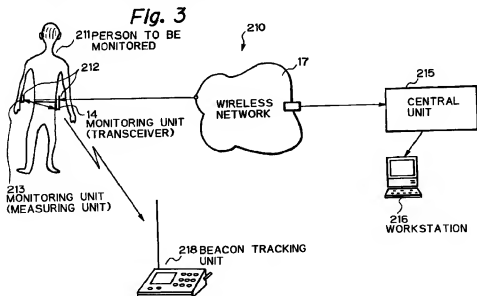 Fig. 3
211 PERSON TO BE
MONITORED
212
210
17
WIRELESS
NETWORK
215
CENTRAL
UNIT
14
MONITORING UNIT
(TRANSCEIVER)
213
MONITORING UNIT
(MEASURING UNIT)
216
WORKSTATION
218 BEACON TRACKING
UNIT